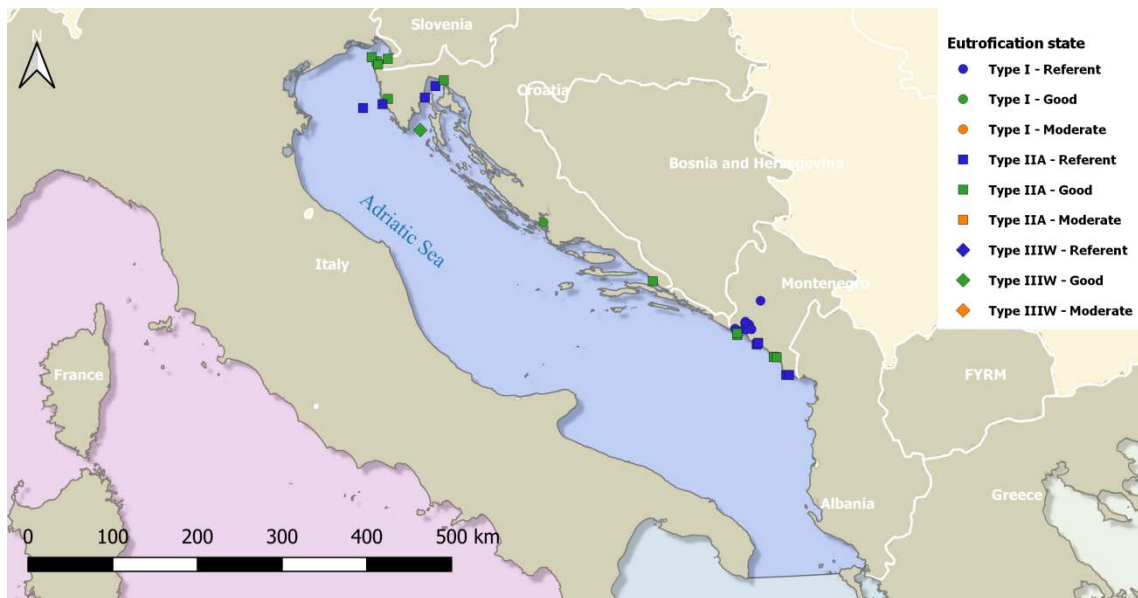 N
Slovenia
Croatia
Bosnia and Herzegovina
Adriatic Sea
Italy
Montenegro
France
FYRM
Albania
Greece
0 100 200 300 400 500 km
Eutrofication state
Type I - Referent
Type I - Good
Type I - Moderate
Type IIA - Referent
Type IIA - Good
Type IIA - Moderate
Type IIIW - Referent
Type IIIW - Good
Type IIIW - Moderate